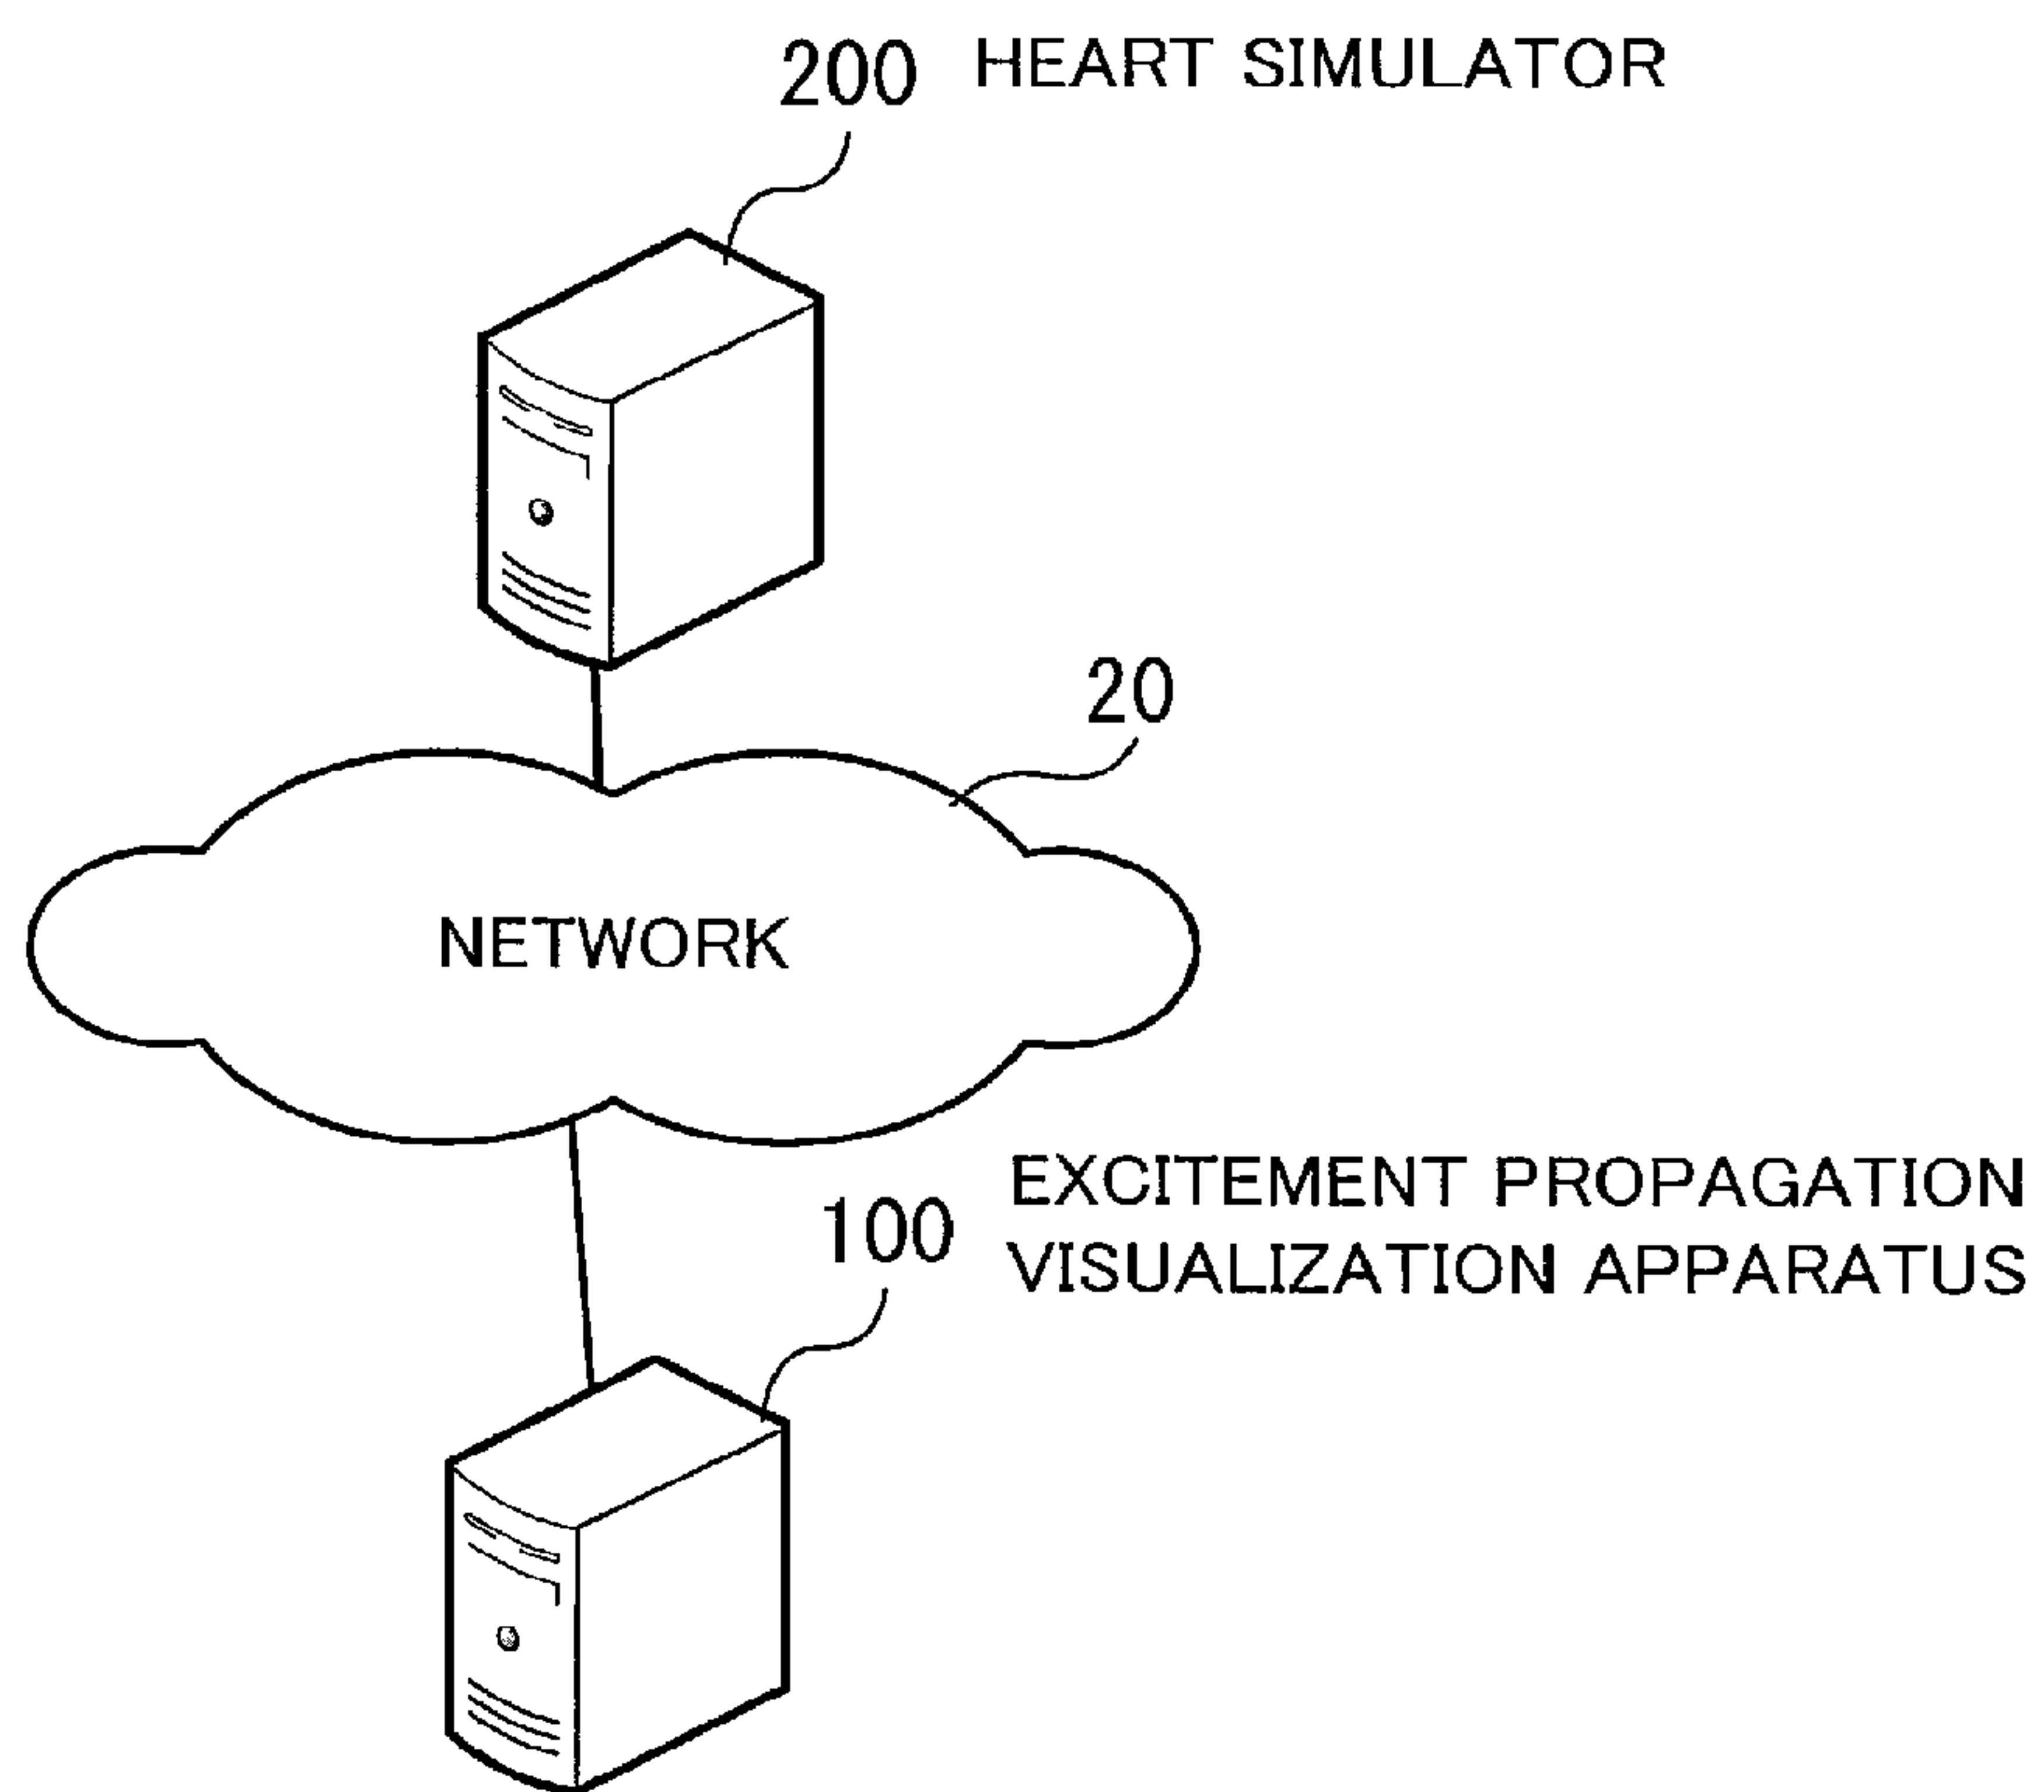 200 HEART SIMULATOR
20
NETWORK
100 EXCITEMENT PROPAGATION
VISUALIZATION APPARATUS